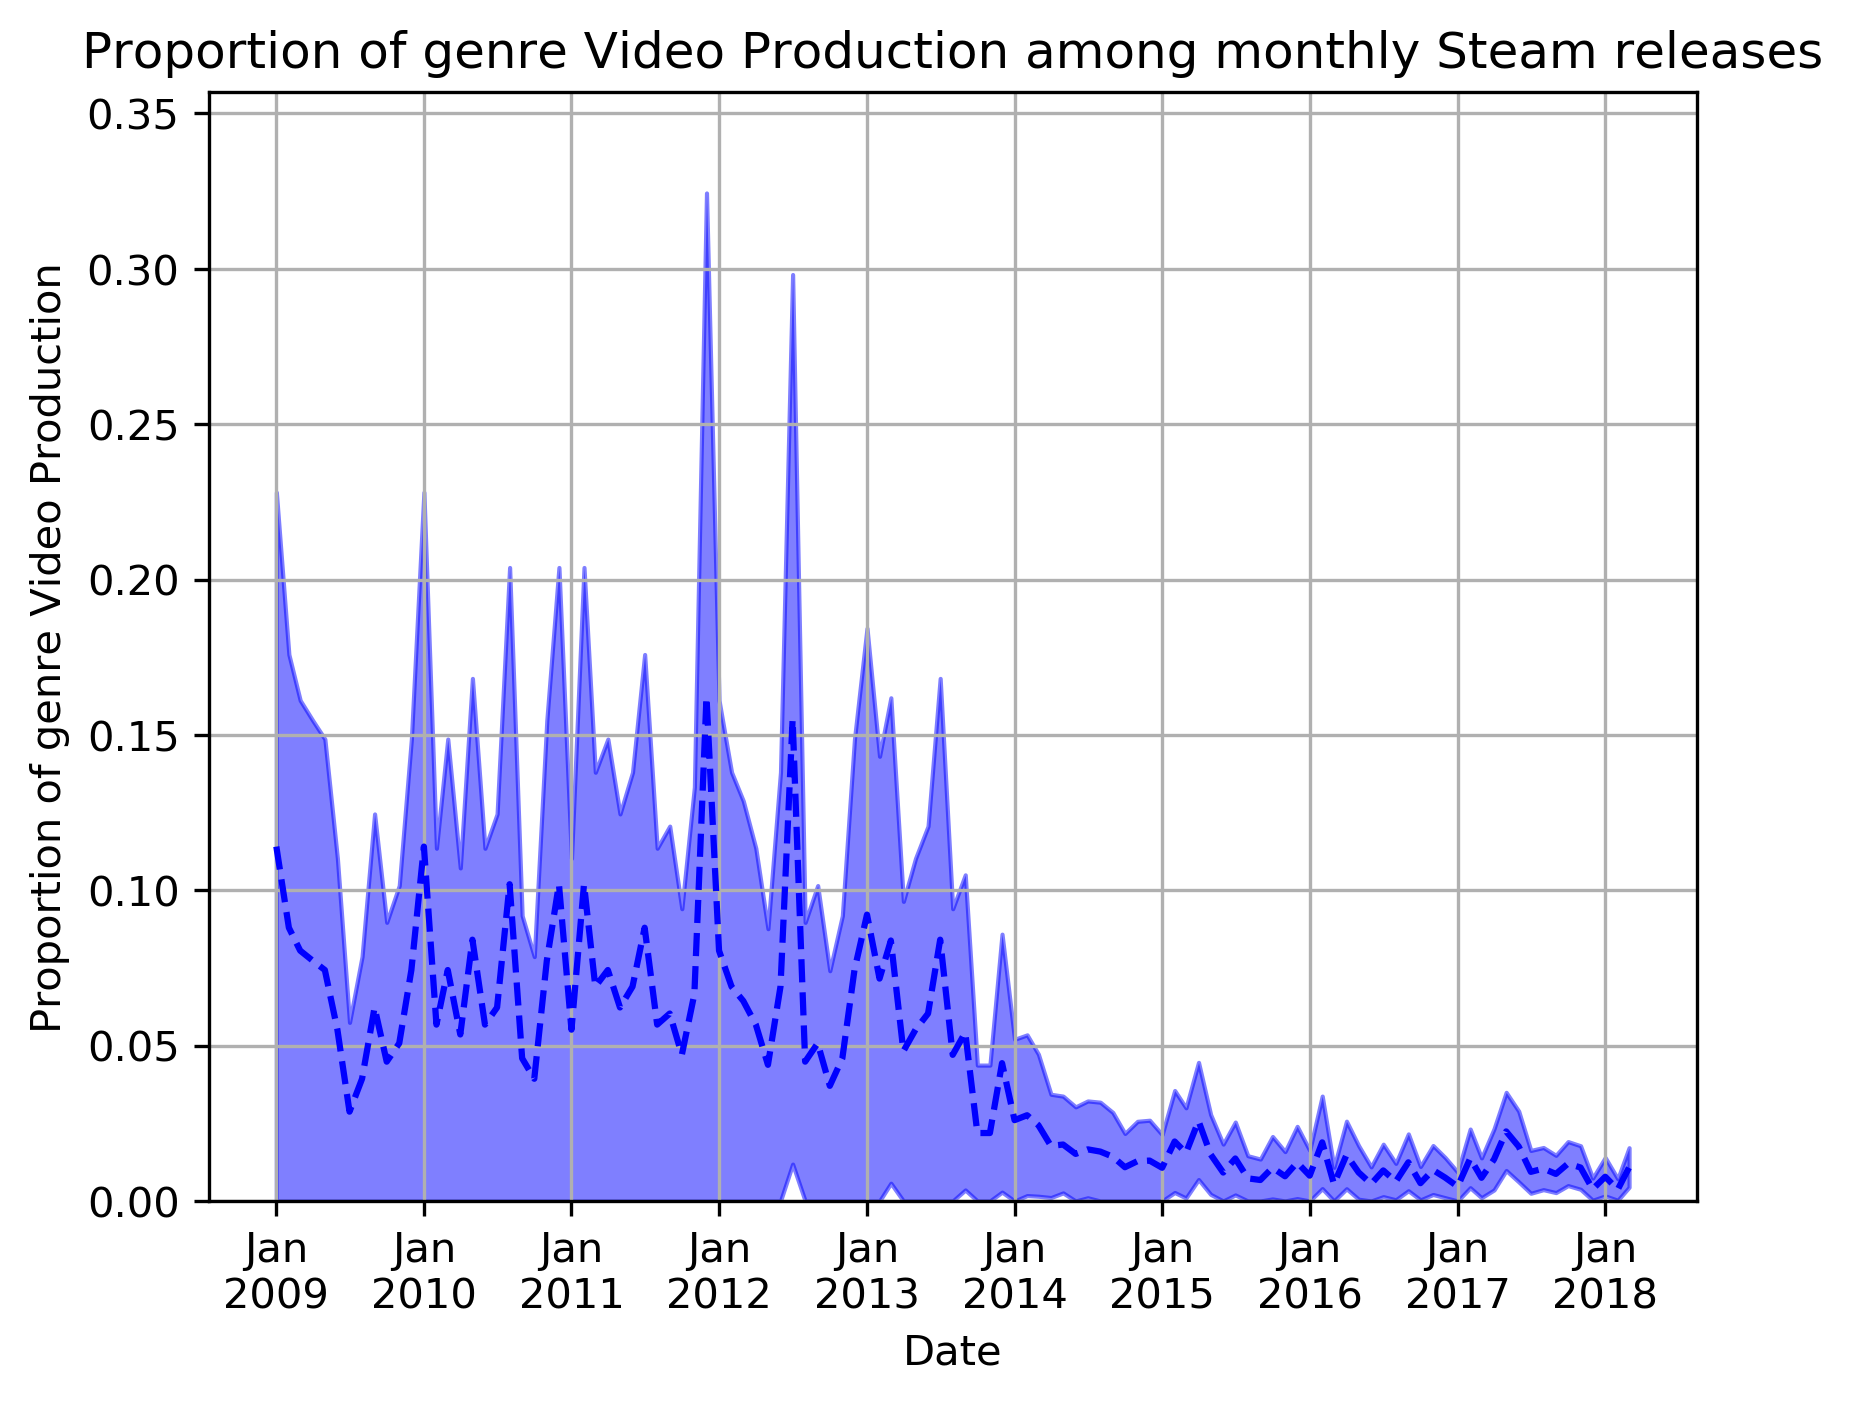 Proportion of genre Video Production among monthly Steam releases
Proportion of genre Video Production
0.35
0.30
0.25
0.20
0.15
0.10
0.05
0.00
Jan Jan Jan Jan Jan Jan Jan Jan Jan Jan
2009 2010 2011 2012 2013 2014 2015 2016 2017 2018
Date